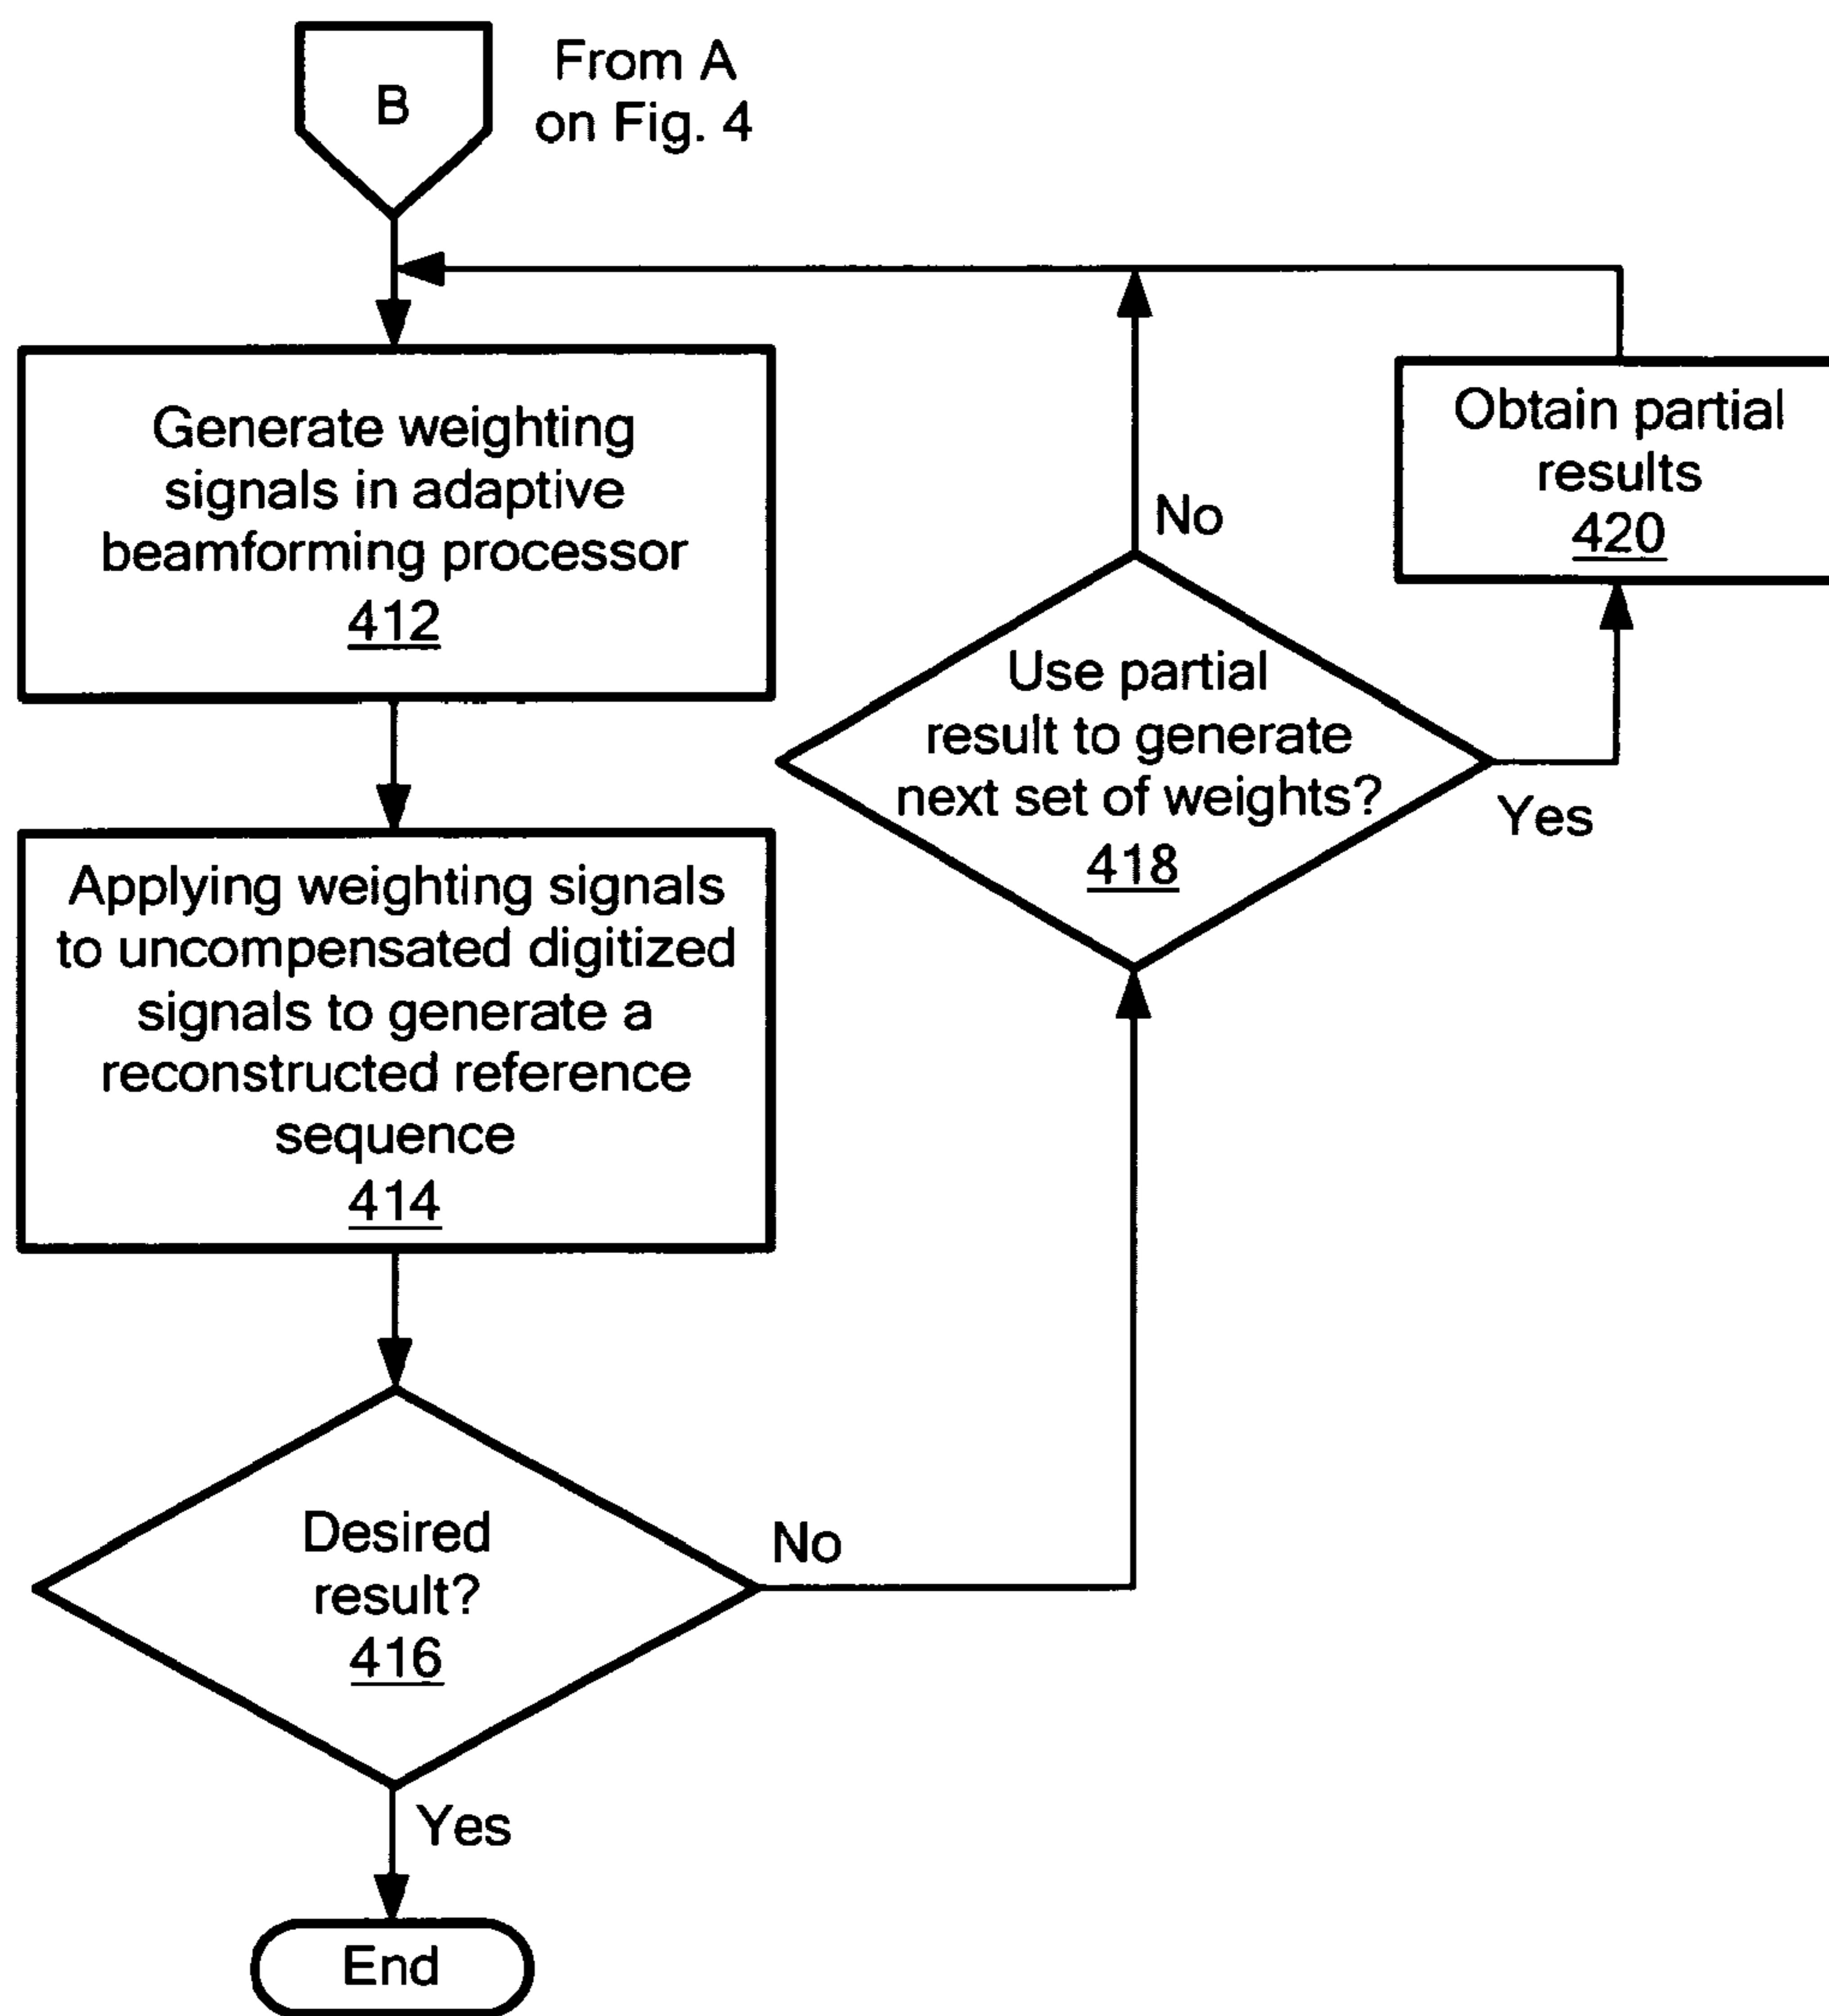 B
From A
on Fig. 4
Generate weighting
signals in adaptive
beamforming processor
412
Applying weighting signals
to uncompensated digitized
signals to generate a
reconstructed reference
sequence
414
Desired
result?
416
No
Yes
End
Use partial
result to generate
next set of weights?
418
No
Yes
Obtain partial
results
420